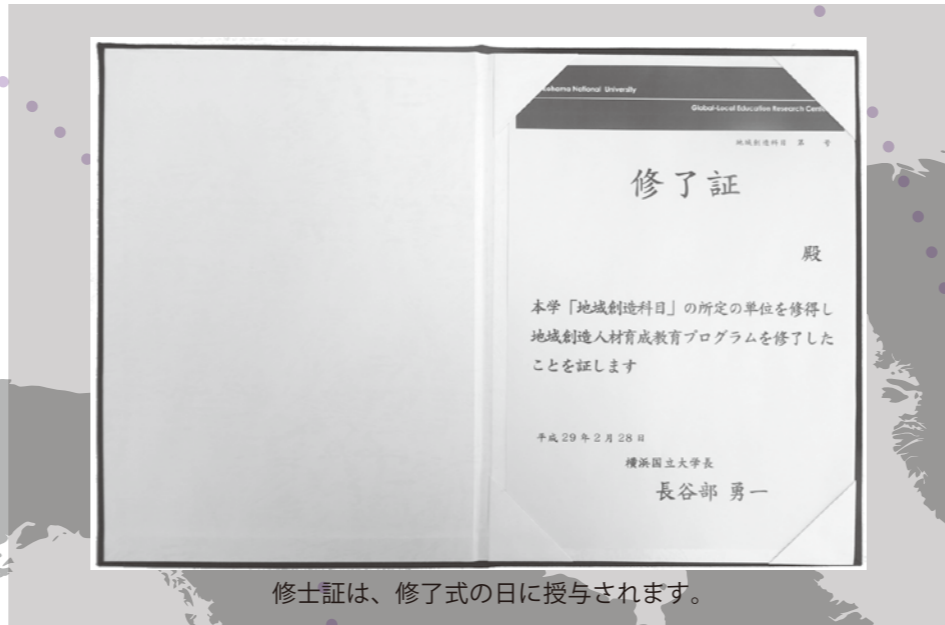 National University
Global-Local Education Research
地域創造科目 第 号
修了証
殿
本学「地域創造科目」の所定の単位を修得し
地域創造人材育成教育プログラムを修了した
ことを証します
平成29年2月28日
横浜国立大学長
長谷部 勇一
修士証は、修了式の日に授与されます。